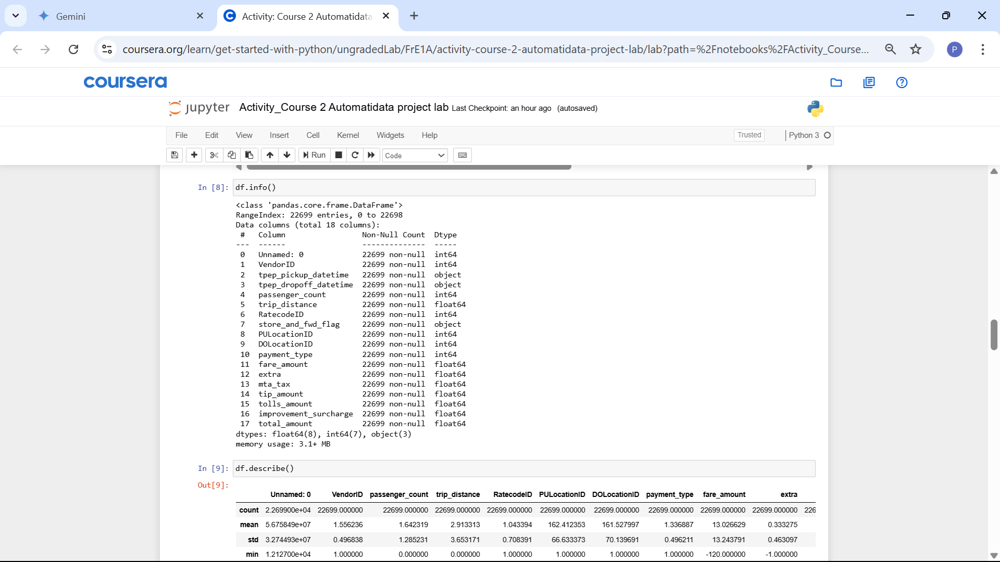 Gemini
Activity: Course 2 Automatidata
coursera.org/learn/get-started-with-python/ungradedLab/FrE1A/activity-course-2-automatidata-project-lab/lab?path=%2Fnotebooks%2FActivity_Course...
P
coursera
jupyter Activity_Course 2 Automatidata project lab Last Checkpoint: an hour ago (autosaved)
File Edit View Insert Cell Kernel Widgets Help Trusted Python 3
Run Code
In [8]: df.info()
<class 'pandas.core.frame.DataFrame'>
RangeIndex: 22699 entries, 0 to 22698
Data columns (total 18 columns):
# Column Non-Null Count Dtype
--- ------ -------------- -----
0 Unnamed: 0 22699 non-null int64
1 VendorID 22699 non-null int64
2 tpep_pickup_datetime 22699 non-null object
3 tpep_dropoff_datetime 22699 non-null object
4 passenger_count 22699 non-null int64
5 trip_distance 22699 non-null float64
6 RatecodeID 22699 non-null int64
7 store_and_fwd_flag 22699 non-null object
8 PULocationID 22699 non-null int64
9 DOLocationID 22699 non-null int64
10 payment_type 22699 non-null int64
11 fare_amount 22699 non-null float64
12 extra 22699 non-null float64
13 mta_tax 22699 non-null float64
14 tip_amount 22699 non-null float64
15 tolls_amount 22699 non-null float64
16 improvement_surcharge 22699 non-null float64
17 total_amount 22699 non-null float64
dtypes: float64(8), int64(7), object(3)
memory usage: 3.1+ MB
In [9]: df.describe()
Out[9]:
Unnamed: 0 VendorID passenger_count trip_distance RatecodeID PULocationID DOLocationID payment_type fare_amount extra
count 2.269900e+04 22699.000000 22699.000000 22699.000000 22699.000000 22699.000000 22699.000000 22699.000000 22699.000000 22699.000000 226
mean 5.675849e+07 1.556236 1.642319 2.913313 1.043394 162.412353 161.527997 1.336887 13.026629 0.333275
std 3.274493e+07 0.496838 1.285231 3.653171 0.708391 66.633373 70.139691 0.496211 13.243791 0.463097
min 1.212700e+04 1.000000 0.000000 0.000000 1.000000 1.000000 1.000000 1.000000 -120.000000 -1.000000